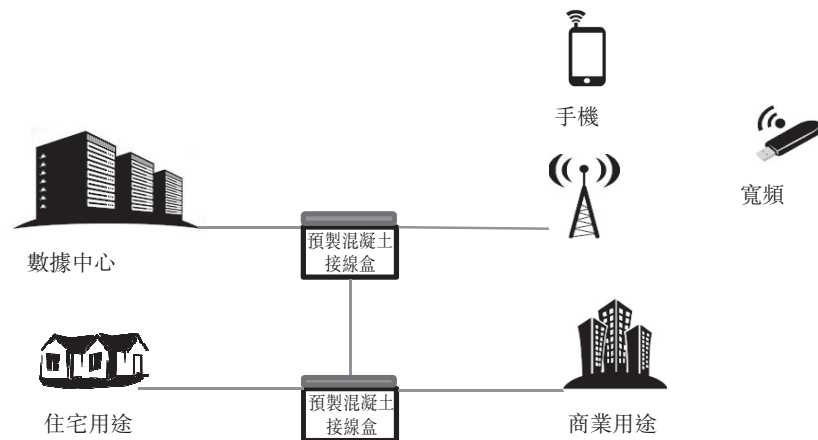 手機
寬頻
預製混凝土
接線盒
數據中心
預製混凝土
接線盒
住宅用途
商業用途